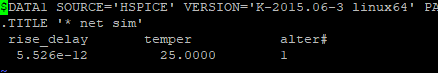 $DATA1 SOURCE='HSPICE' VERSION='K-2015.06-3 linux64' PA
.TITLE '* net sim'
rise_delay temper alter#
5.526e-12 25.0000 1
~